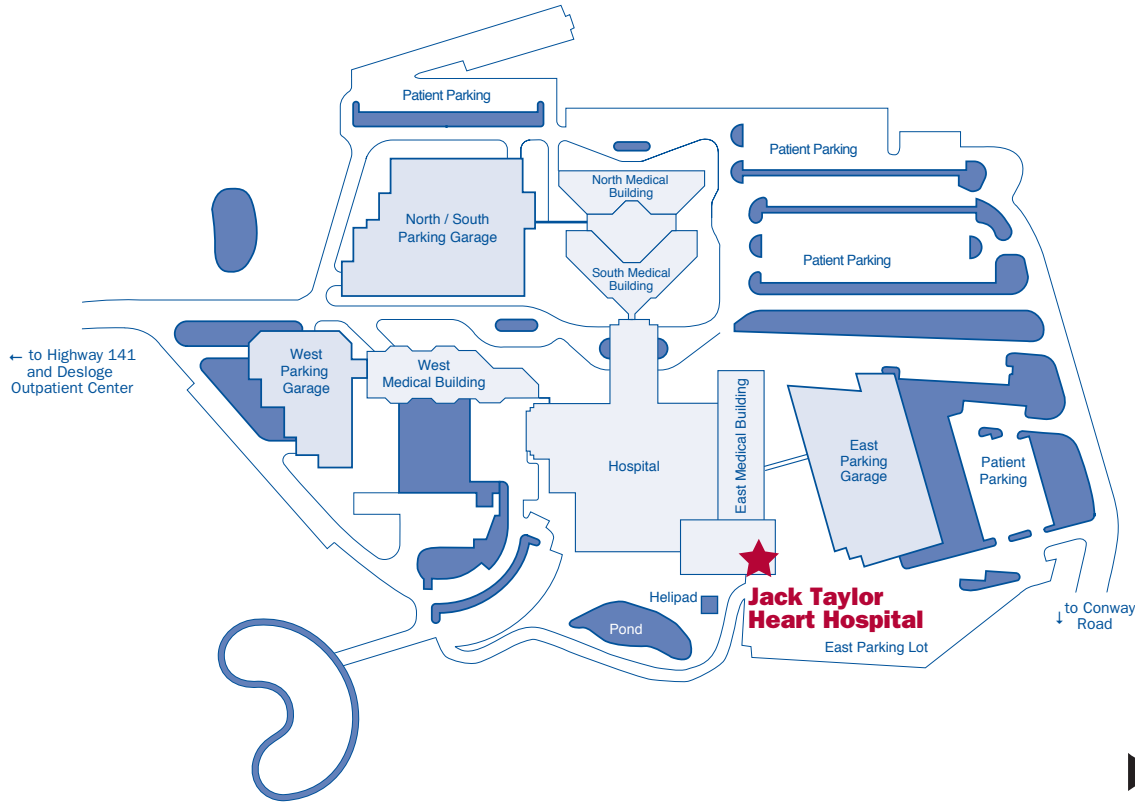 Patient Parking
Patient Parking
North Medical
Building
North / South
Parking Garage
South Medical
Building
Patient Parking
← to Highway 141
and Desloge
Outpatient Center
West
Parking
Garage
West
Medical Building
East Medical Building
Hospital
East
Parking
Garage
Patient
Parking
Helipad
Jack Taylor
Heart Hospital
Pond
East Parking Lot
↓ to Conway
Road